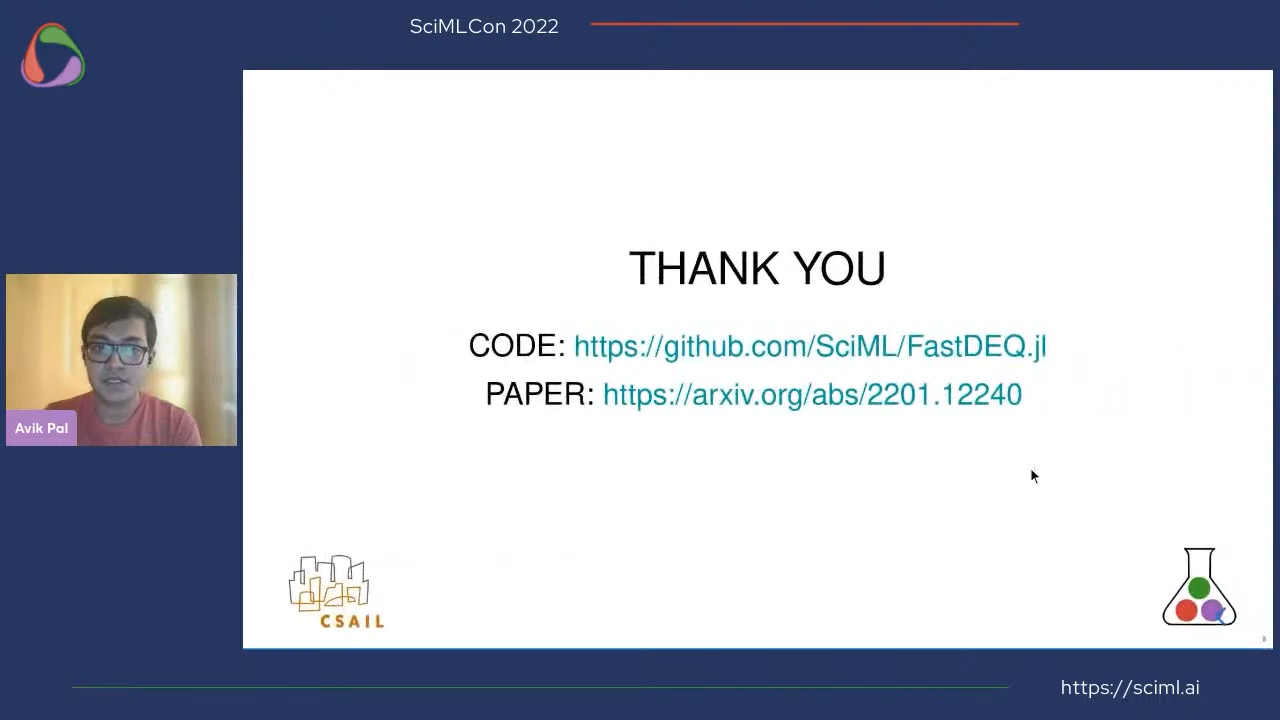 SciMLCon 2022
THANK YOU
CODE: https://github.com/SciML/FastDEQ.jl
PAPER: https://arxiv.org/abs/2201.12240
Avik Pal
CSAIL
https://sciml.ai